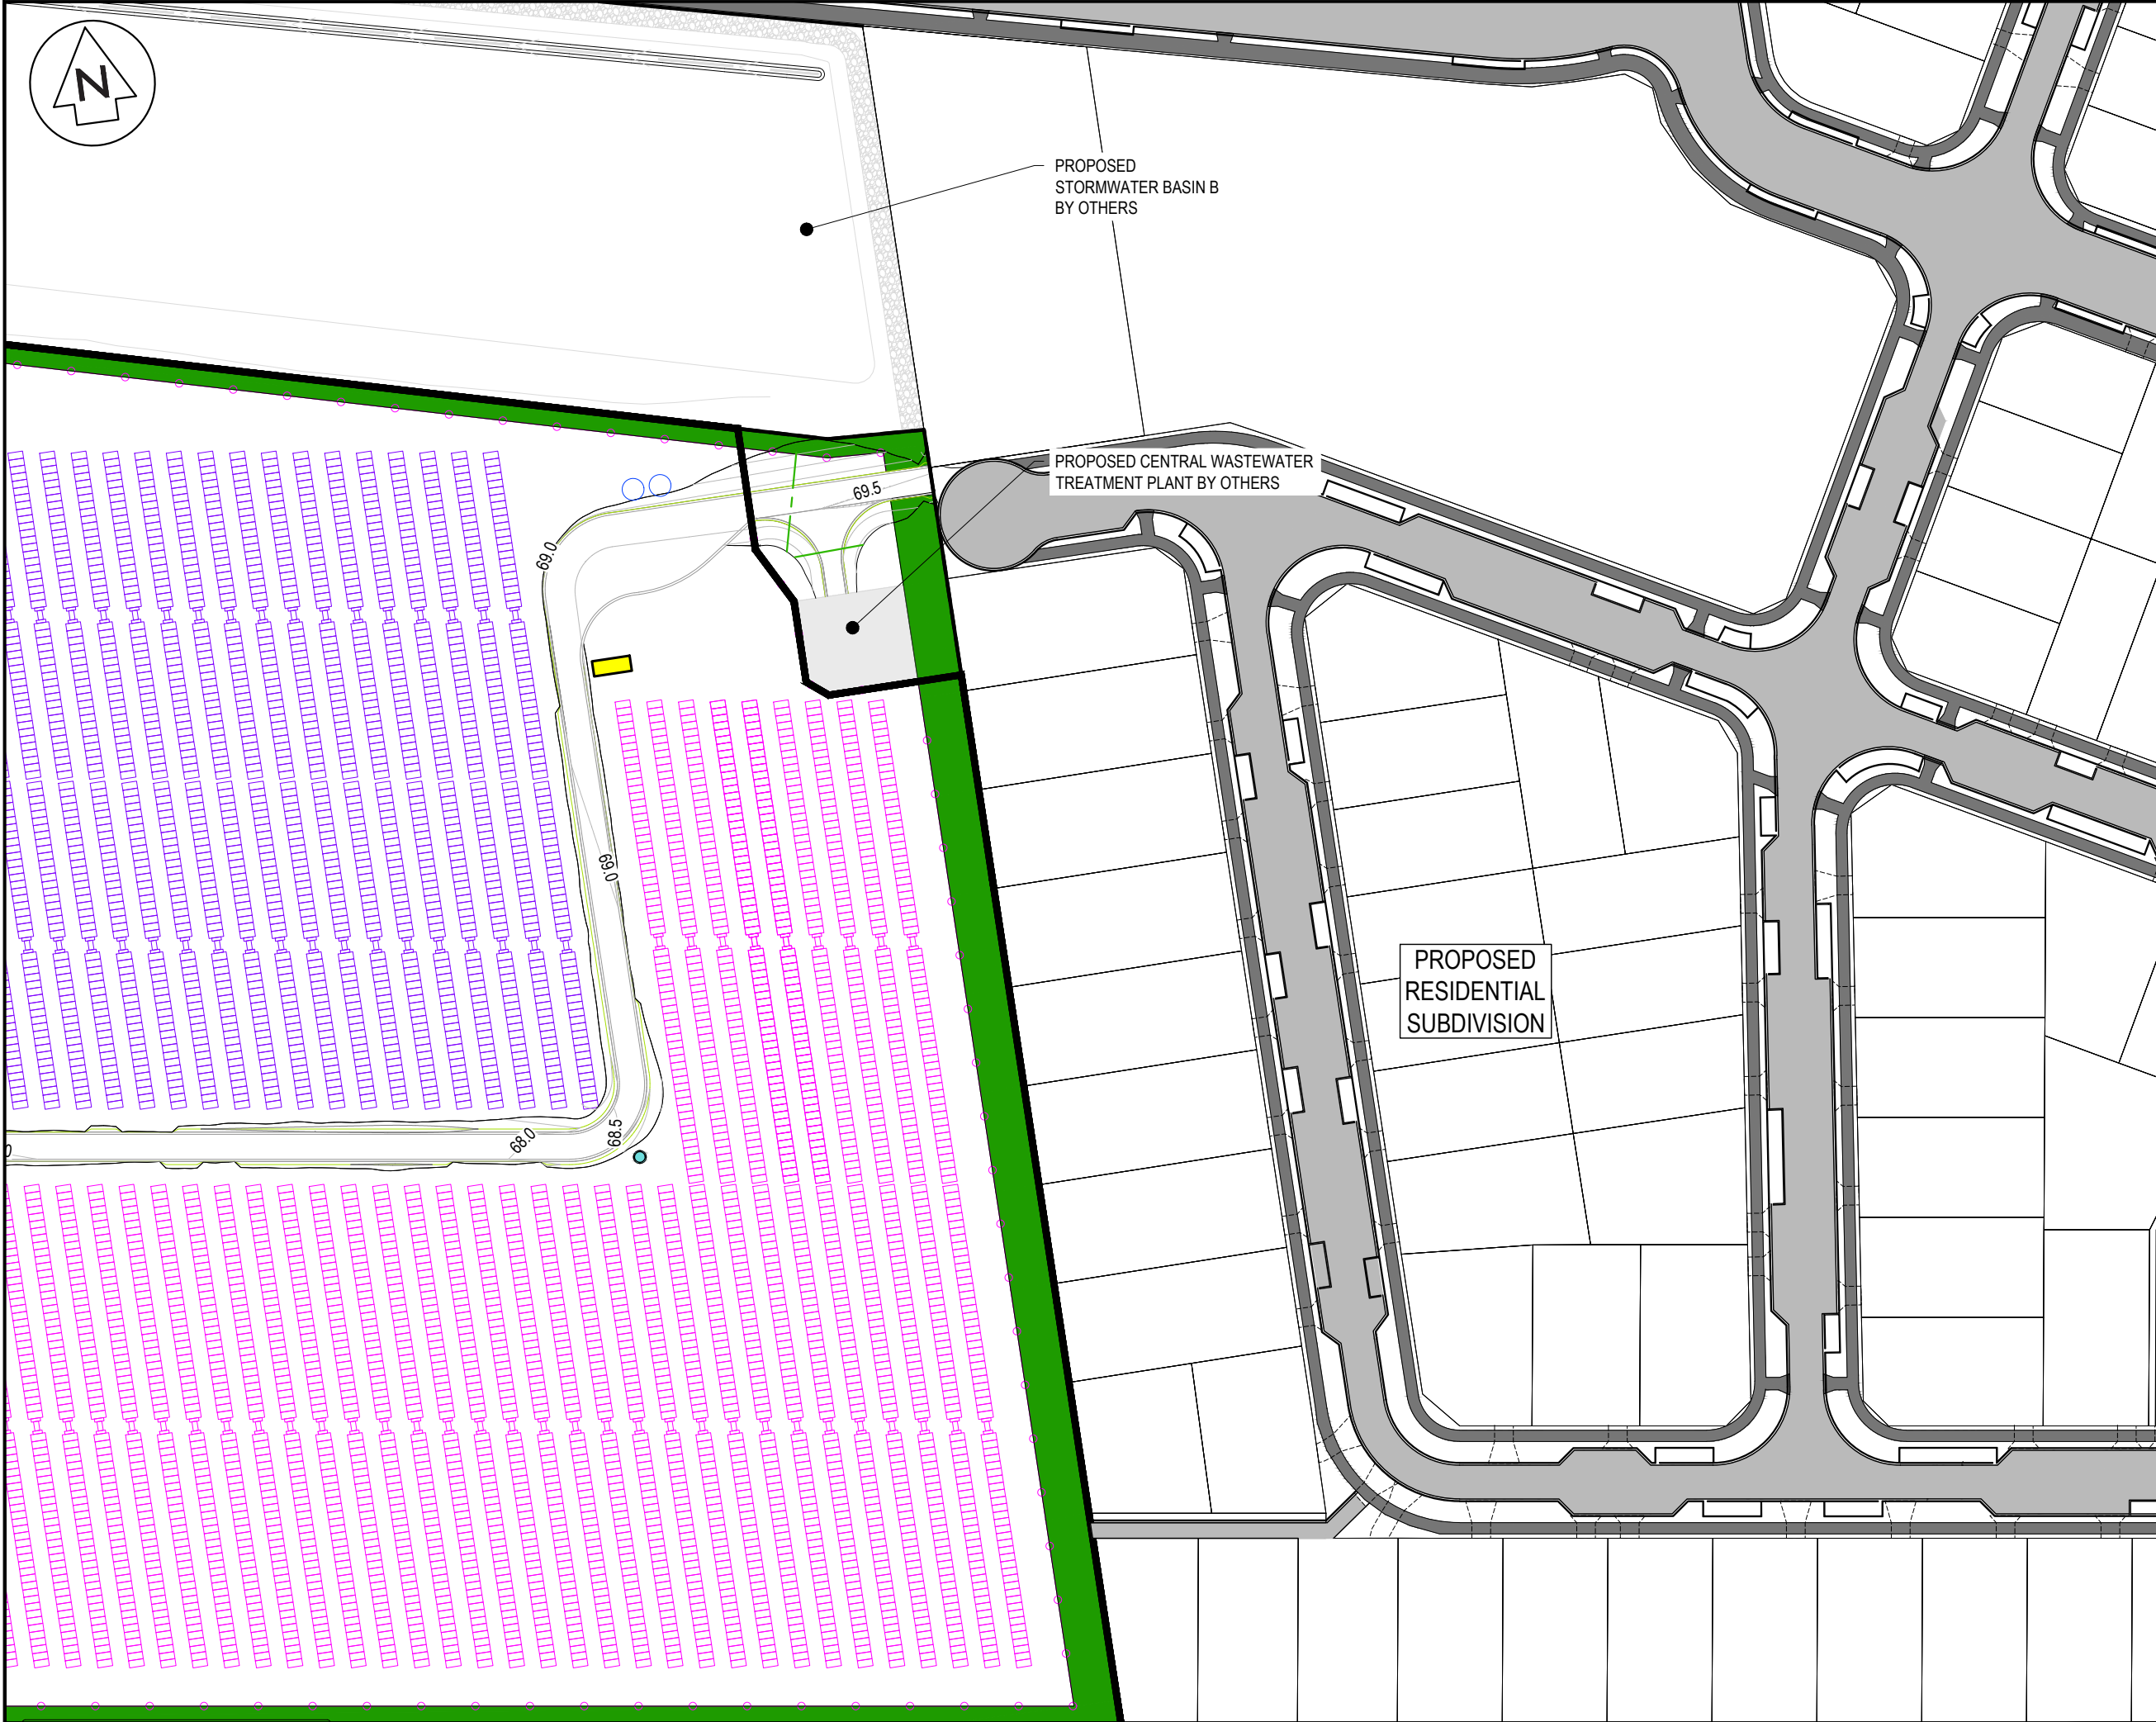 N
PROPOSED
STORMWATER BASIN B
BY OTHERS
PROPOSED CENTRAL WASTEWATER
TREATMENT PLANT BY OTHERS
69.5
69.0
69.0
PROPOSED
RESIDENTIAL
SUBDIVISION
68.0
68.5